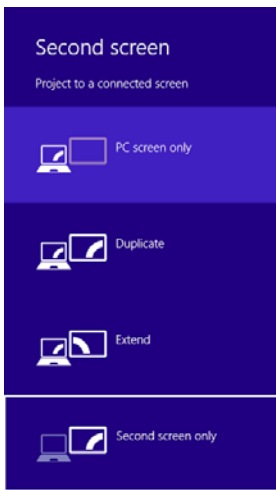 Second screen
Project to a connected screen
PC screen only
Duplicate
Extend
Second screen only